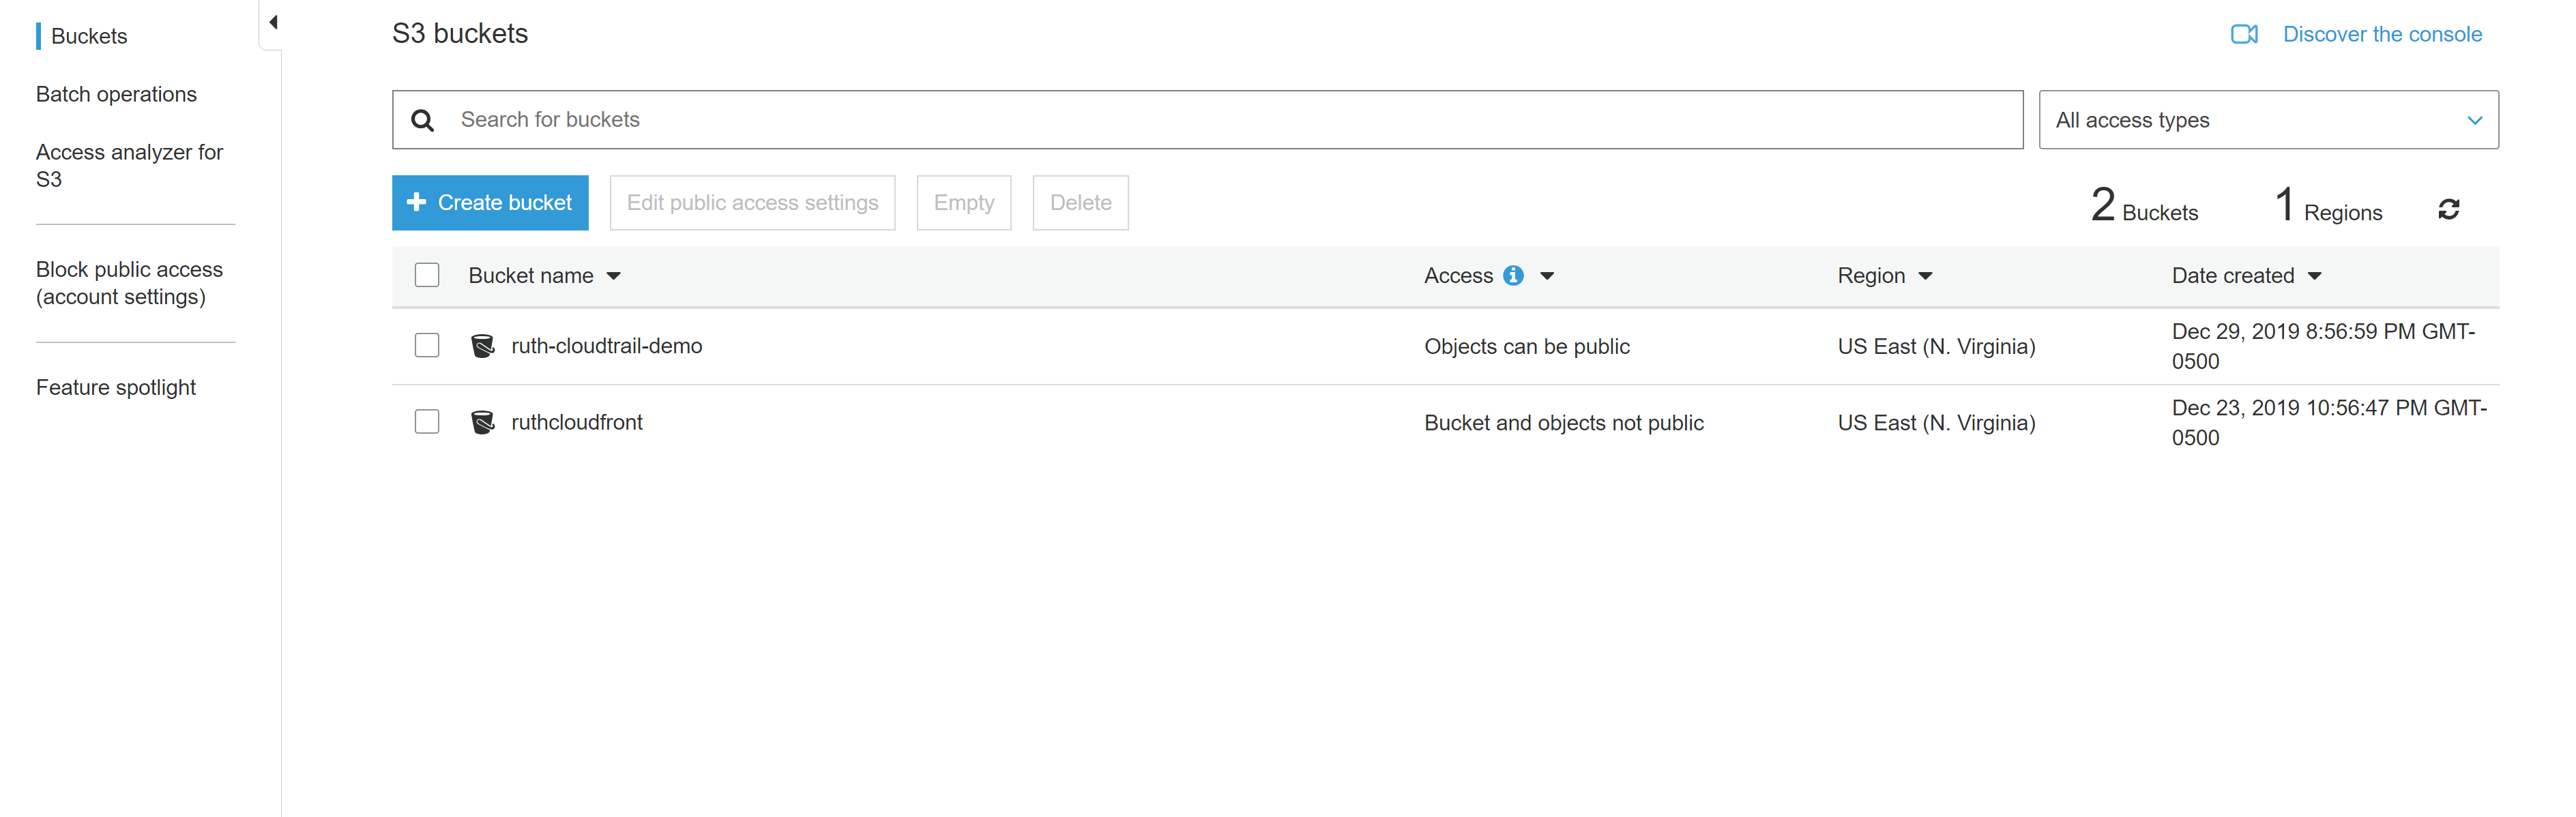 Buckets
Batch operations
Access analyzer for
S3
Block public access
(account settings)
Feature spotlight
S3 buckets
Discover the console
Search for buckets
All access types
Create bucket
Edit public access settings
Empty
Delete
2 Buckets
1 Regions
Bucket name
Access
Region
Date created
ruth-cloudtrail-demo
Objects can be public
US East (N. Virginia)
Dec 29, 2019 8:56:59 PM GMT-
0500
ruthcloudfront
Bucket and objects not public
US East (N. Virginia)
Dec 23, 2019 10:56:47 PM GMT-
0500